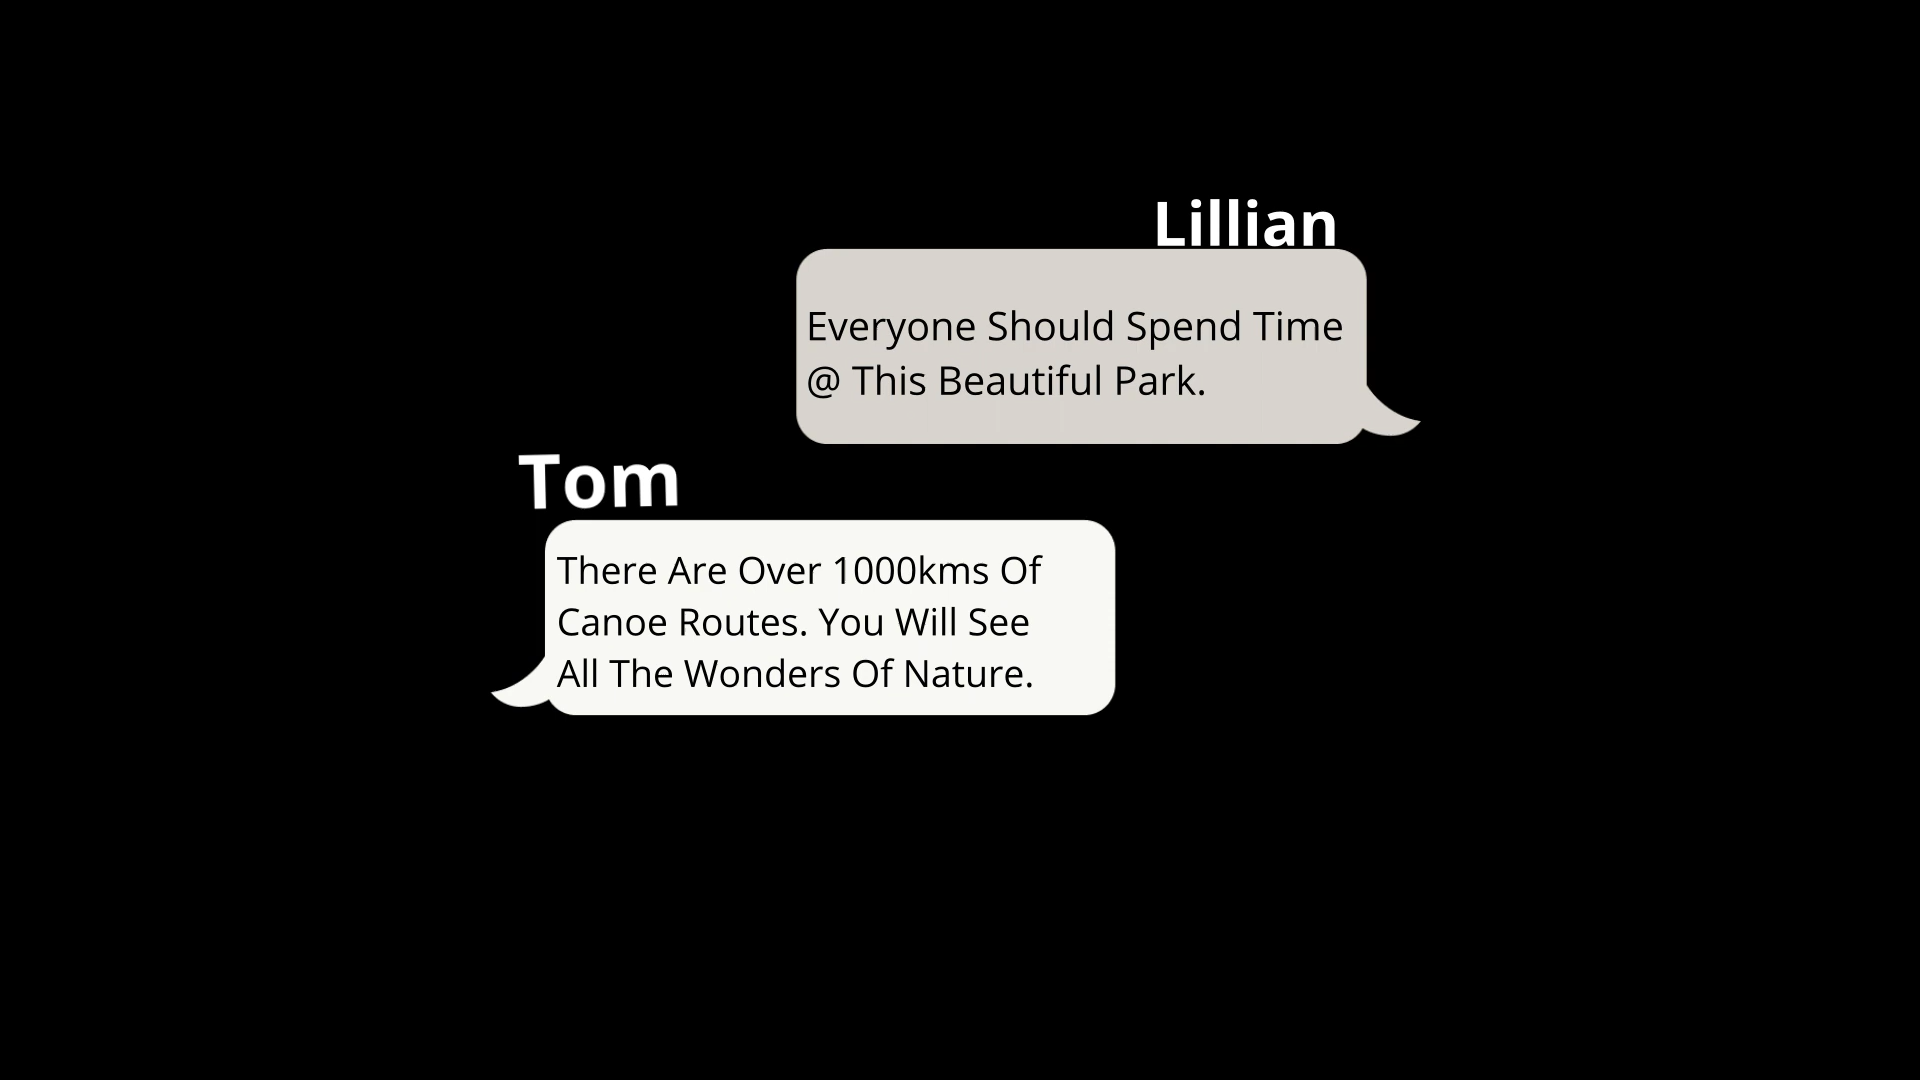 Lillian
Everyone Should Spend Time
@ This Beautiful Park.
Tom
There Are Over 1000kms Of
Canoe Routes. You Will See
All The Wonders Of Nature.